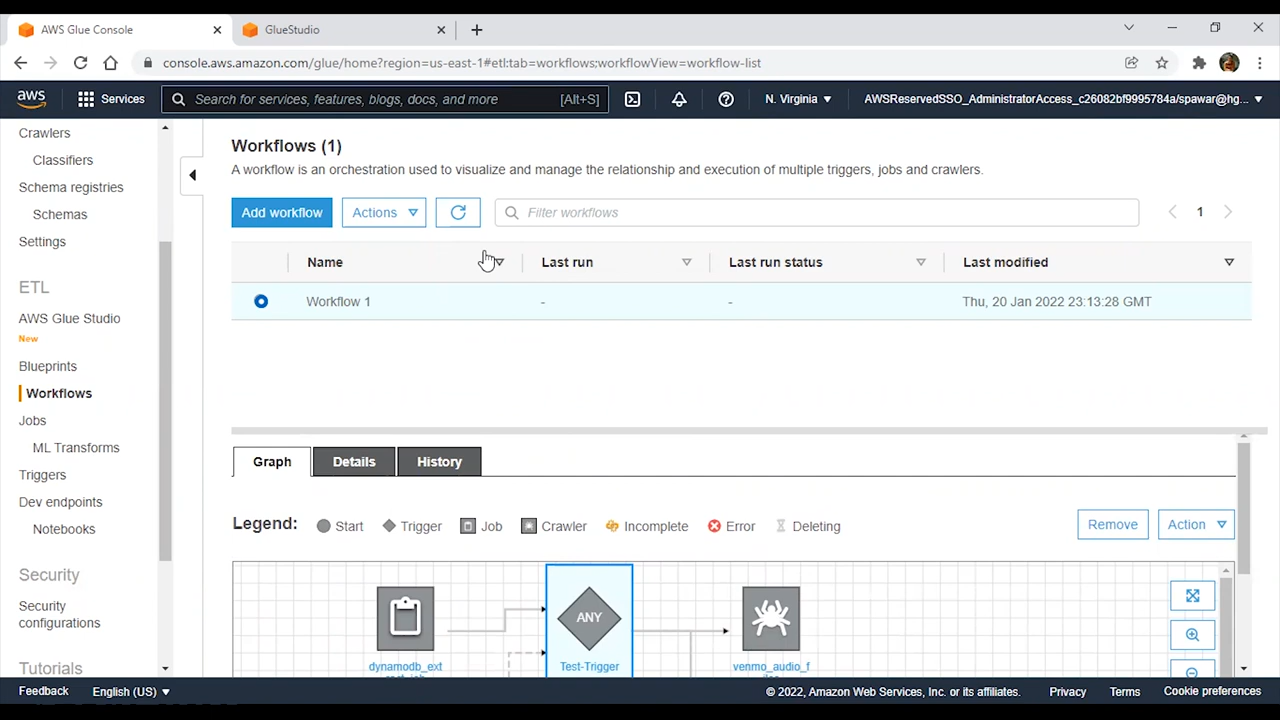 AWS Glue Console
GlueStudio
console.aws.amazon.com/glue/home?region=us-east-1#etl:tab=workflows;workflowView=workflow-list
aws
Services
Search for services, features, blogs, docs, and more
[Alt+S]
N. Virginia
AWSReservedSSO_AdministratorAccess_c26082bf9995784a/spawar@hg...
Crawlers
Classifiers
Schema registries
Schemas
Settings
ETL
AWS Glue Studio
New
Blueprints
Workflows
Jobs
ML Transforms
Triggers
Dev endpoints
Notebooks
Security
Security
configurations
Tutorials
Workflows (1)
A workflow is an orchestration used to visualize and manage the relationship and execution of multiple triggers, jobs and crawlers.
Add workflow
Actions
Filter workflows
1
Name
Last run
Last run status
Last modified
Workflow 1
-
-
Thu, 20 Jan 2022 23:13:28 GMT
Graph
Details
History
Legend:
Start
Trigger
Job
Crawler
Incomplete
Error
Deleting
Remove
Action
ANY
dynamodb_ext
Test-Trigger
venmo_audio_f
Feedback
English (US)
© 2022, Amazon Web Services, Inc. or its affiliates.
Privacy
Terms
Cookie preferences